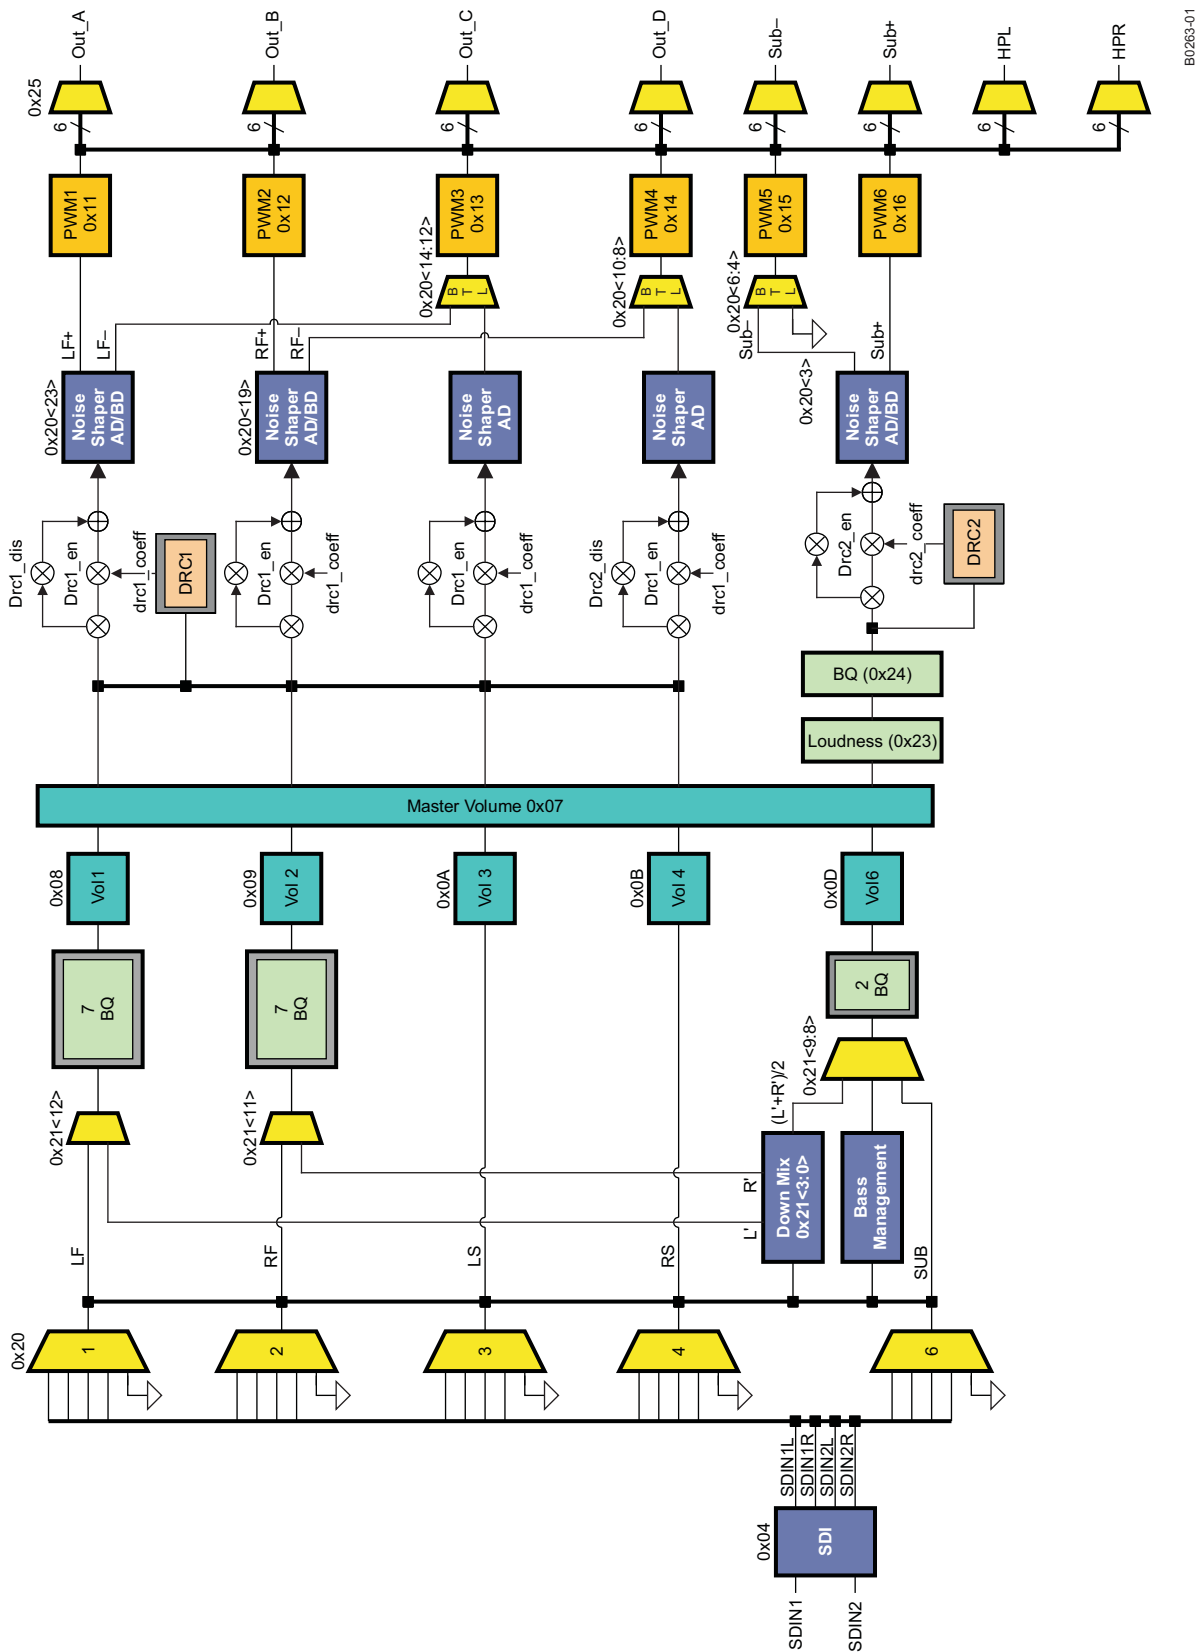 SDIN1
SDIN2
0x04
SDI
SDIN1L
SDIN1R
SDIN2L
SDIN2R
0x20
1
2
3
4
6
LF
RF
LS
RS
SUB
L'
R'
Down Mix
0x21<3:0>
Bass
Management
(L'+R')/2
0x21<12>
0x21<11>
0x21<9:8>
7
BQ
7
BQ
2
BQ
0x08
Vol1
0x09
Vol 2
0x0A
Vol 3
0x0B
Vol 4
0x0D
Vol6
Master Volume 0x07
Loudness (0x23)
BQ (0x24)
Drc1_dis
Drc1_en
drc1_coeff
DRC1
Drc1_en
drc1_coeff
Drc1_en
drc1_coeff
Drc2_dis
Drc1_en
drc1_coeff
Drc2_en
drc2_coeff
DRC2
0x20<23>
Noise
Shaper
AD/BD
0x20<19>
Noise
Shaper
AD/BD
Noise
Shaper
AD
Noise
Shaper
AD
0x20<3>
Noise
Shaper
AD/BD
LF+
LF–
RF+
RF–
Sub–
Sub+
0x20<14:12>
B
T
L
0x20<10:8>
B
T
L
0x20<6:4>
B
T
L
PWM1
0x11
PWM2
0x12
PWM3
0x13
PWM4
0x14
PWM5
0x15
PWM6
0x16
6
6
6
6
6
6
6
6
0x25
Out_A
Out_B
Out_C
Out_D
Sub–
Sub+
HPL
HPR
B0263-01